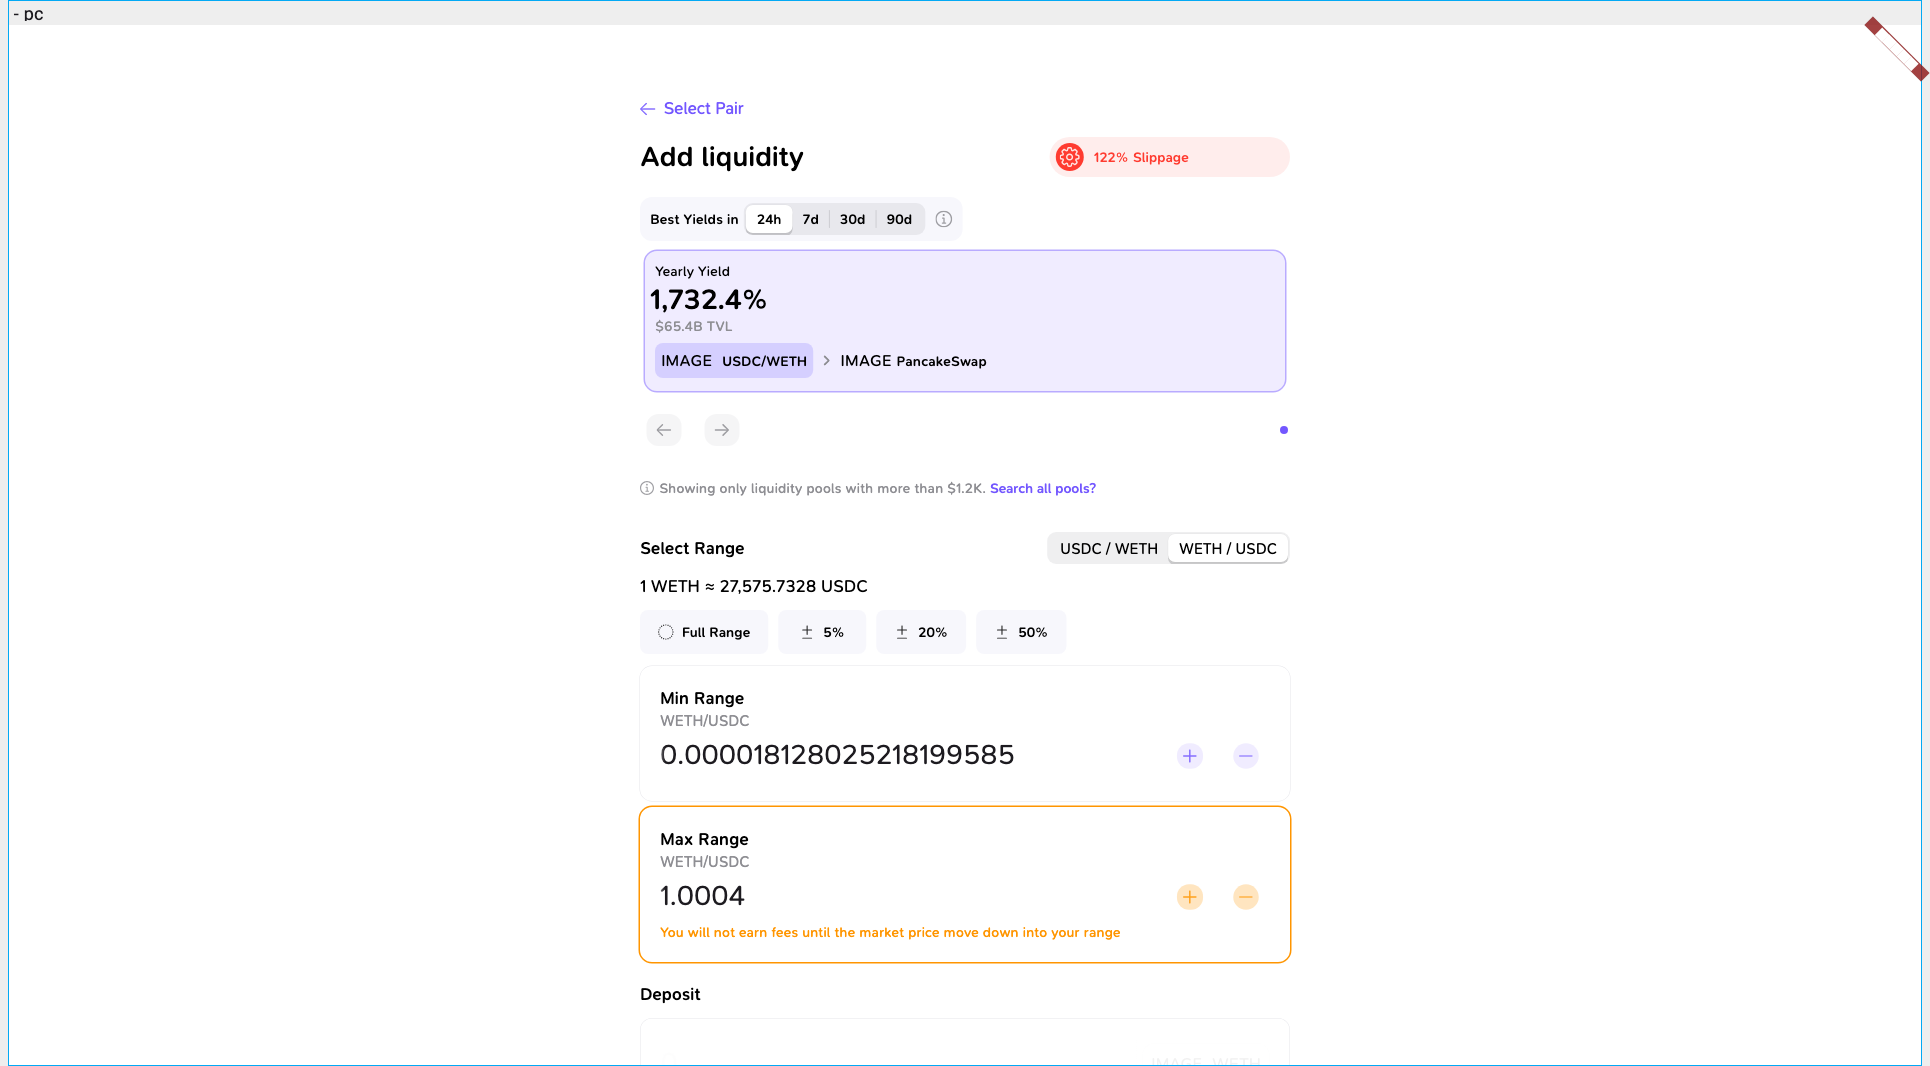 - pc
Select Pair
Add liquidity
122% Slippage
Best Yields in 24h 7d 30d 90d
Yearly Yield
1,732.4%
$65.4B TVL
IMAGE USDC/WETH > IMAGE PancakeSwap
Showing only liquidity pools with more than $1.2K. Search all pools?
Select Range
USDC / WETH WETH / USDC
1 WETH ≈ 27,575.7328 USDC
Full Range ± 5% ± 20% ± 50%
Min Range
WETH/USDC
0.000018128025218199585
Max Range
WETH/USDC
1.0004
You will not earn fees until the market price move down into your range
Deposit
IMAGE WETH